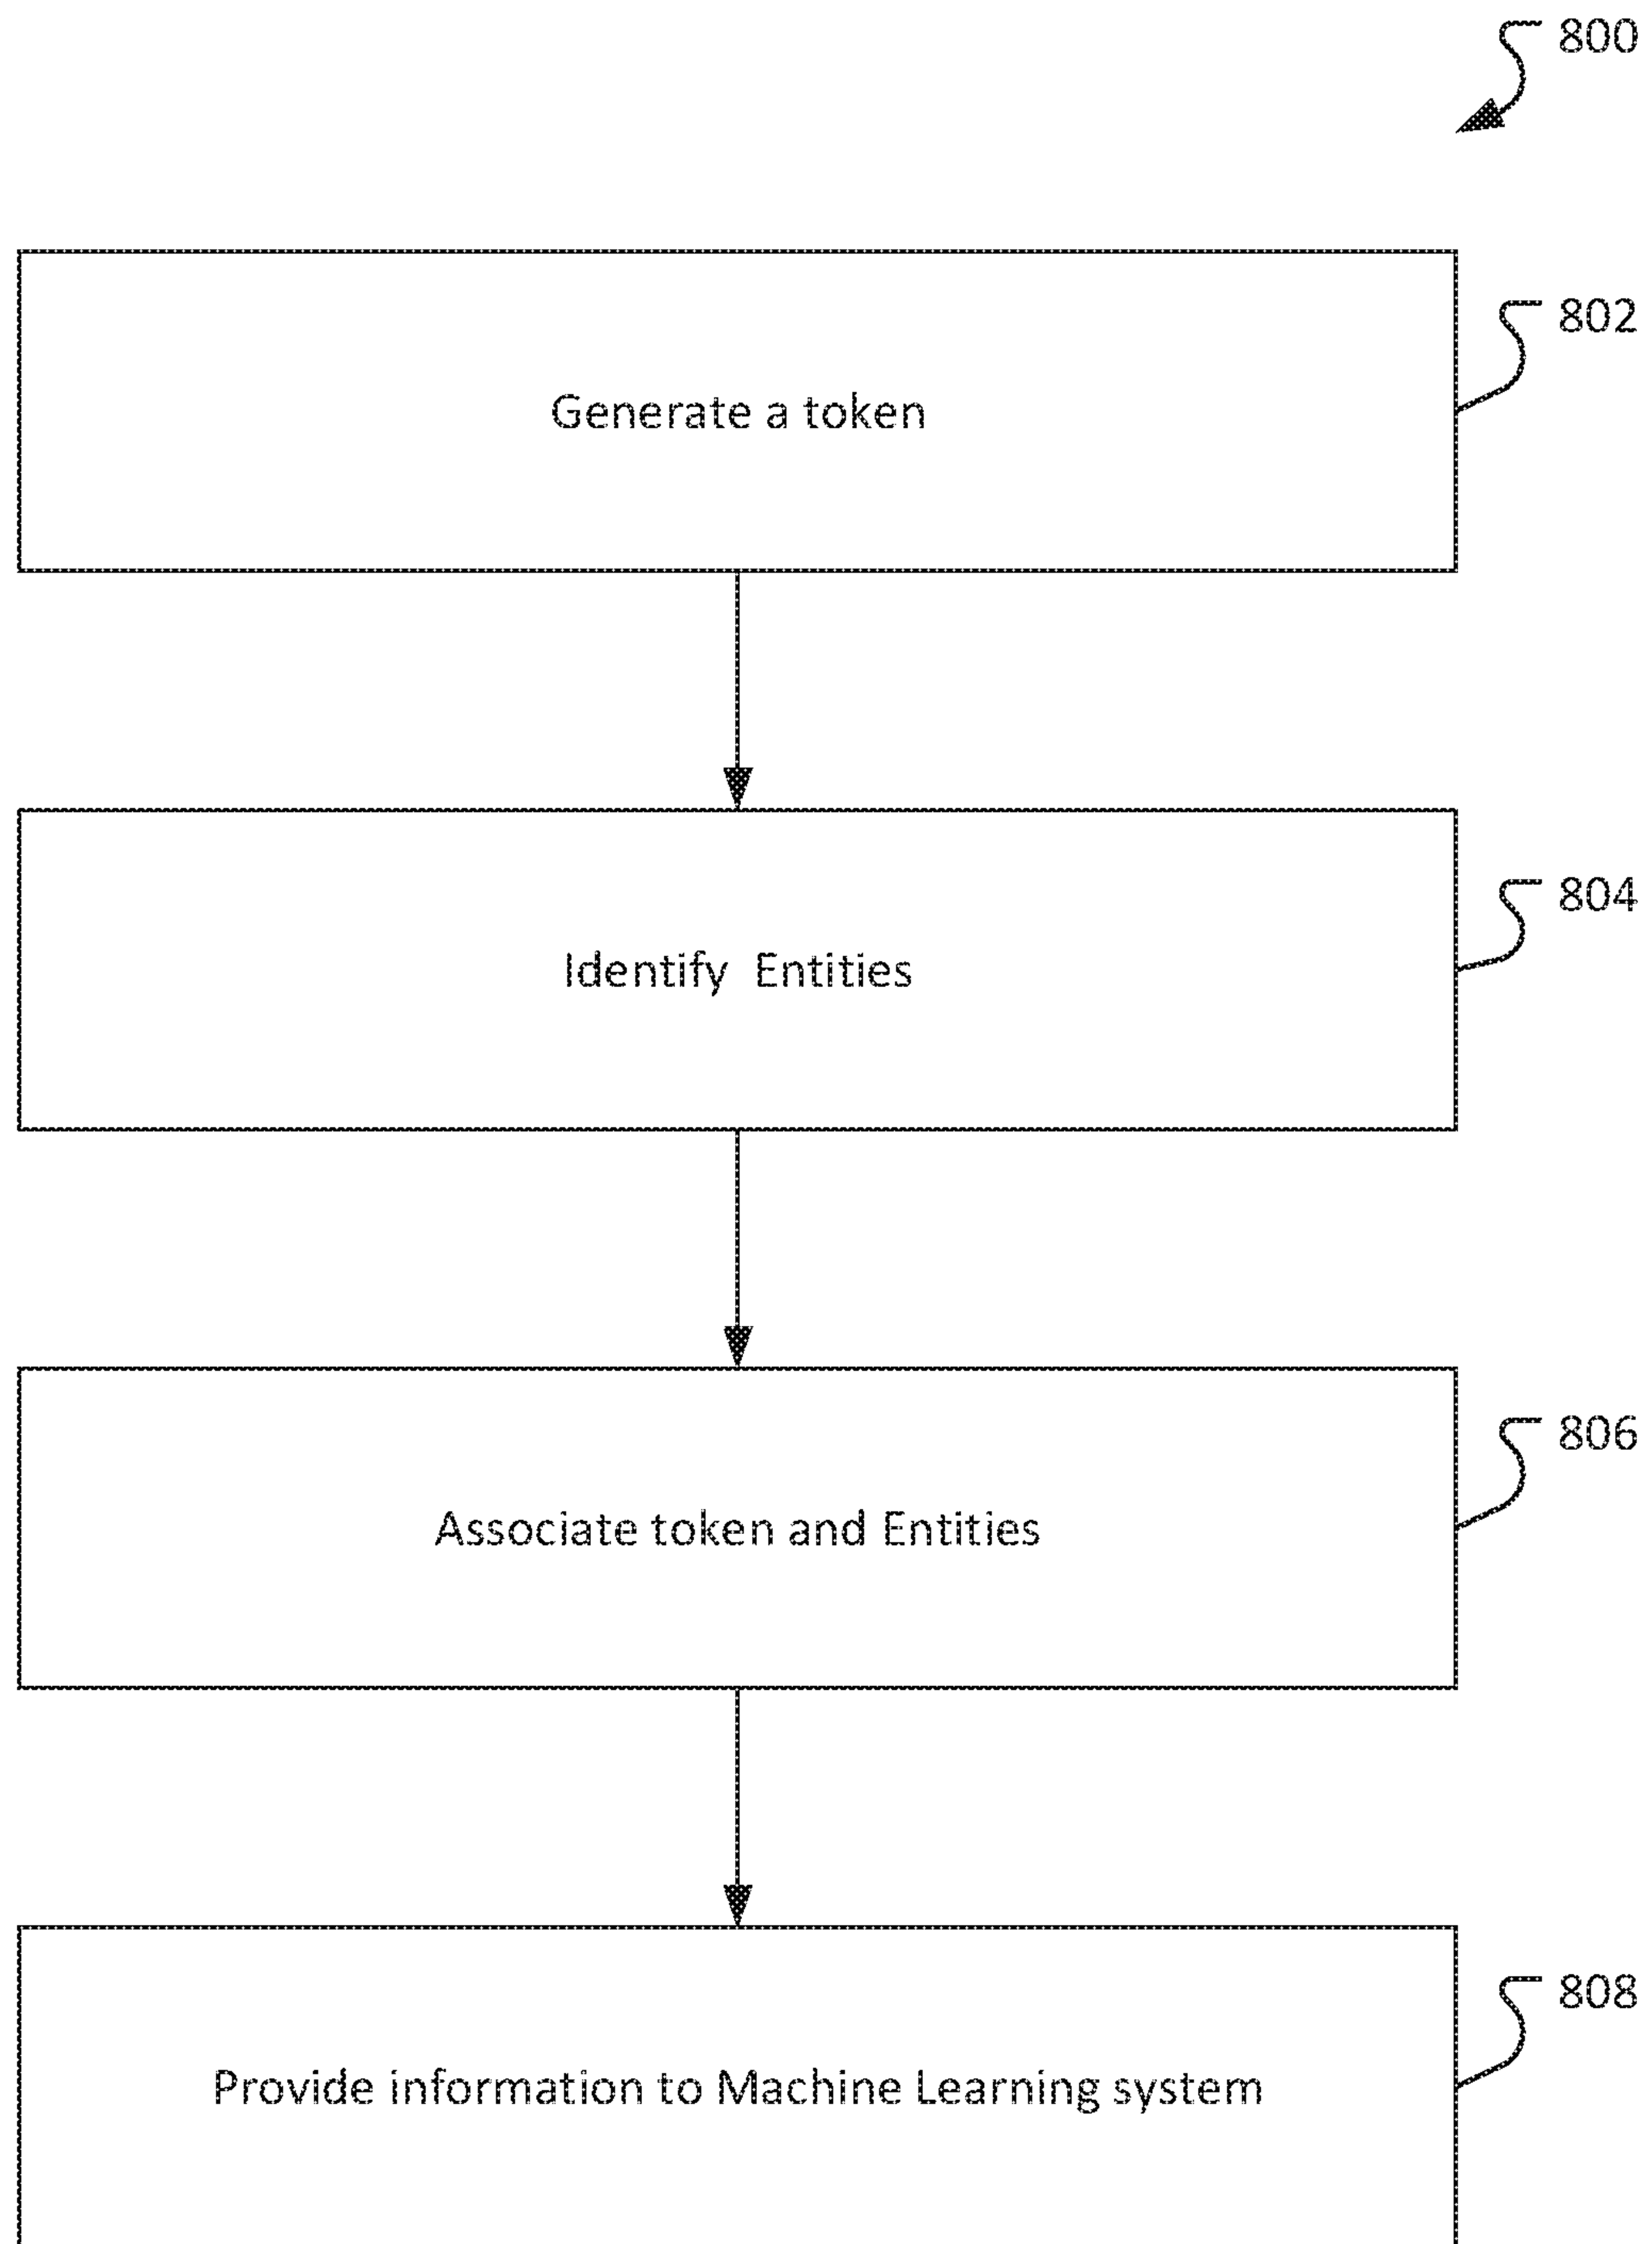 800
802
Generate a token
804
Identify Entities
806
Associate token and Entities
808
Provide information to Machine Learning system